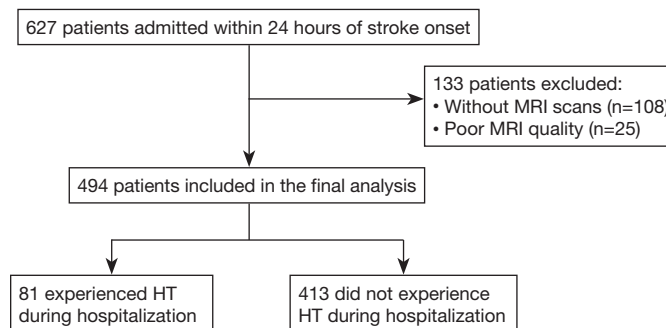 627 patients admitted within 24 hours of stroke onset
133 patients excluded:
• Without MRI scans (n=108)
• Poor MRI quality (n=25)
494 patients included in the final analysis
81 experienced HT
during hospitalization
413 did not experience
HT during hospitalization